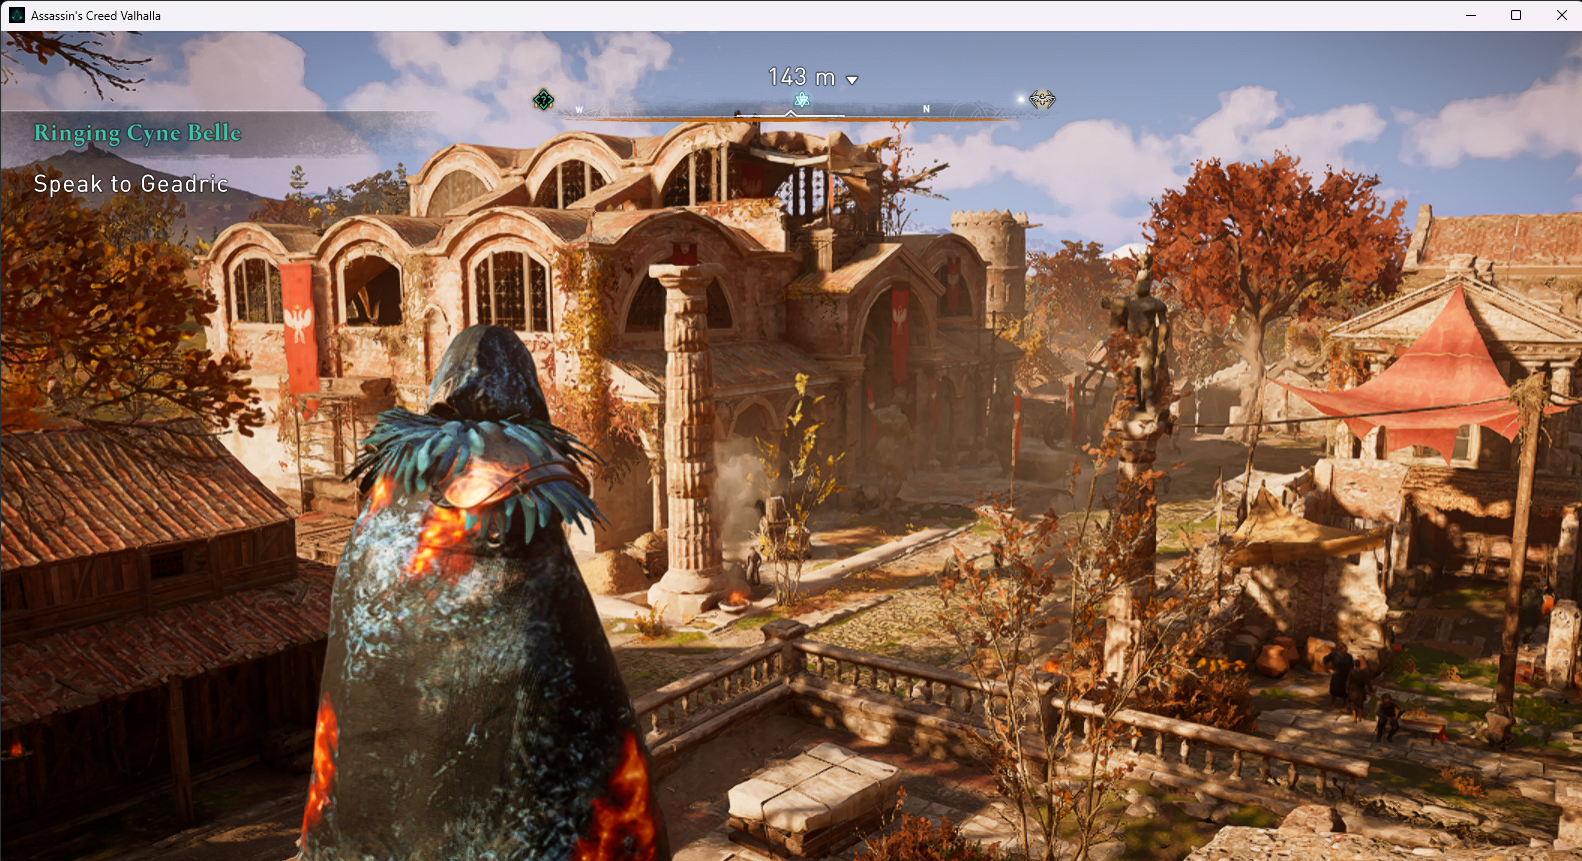 Assassin's Creed Valhalla
143 m
W
N
Ringing Cyne Belle
Speak to Geadric